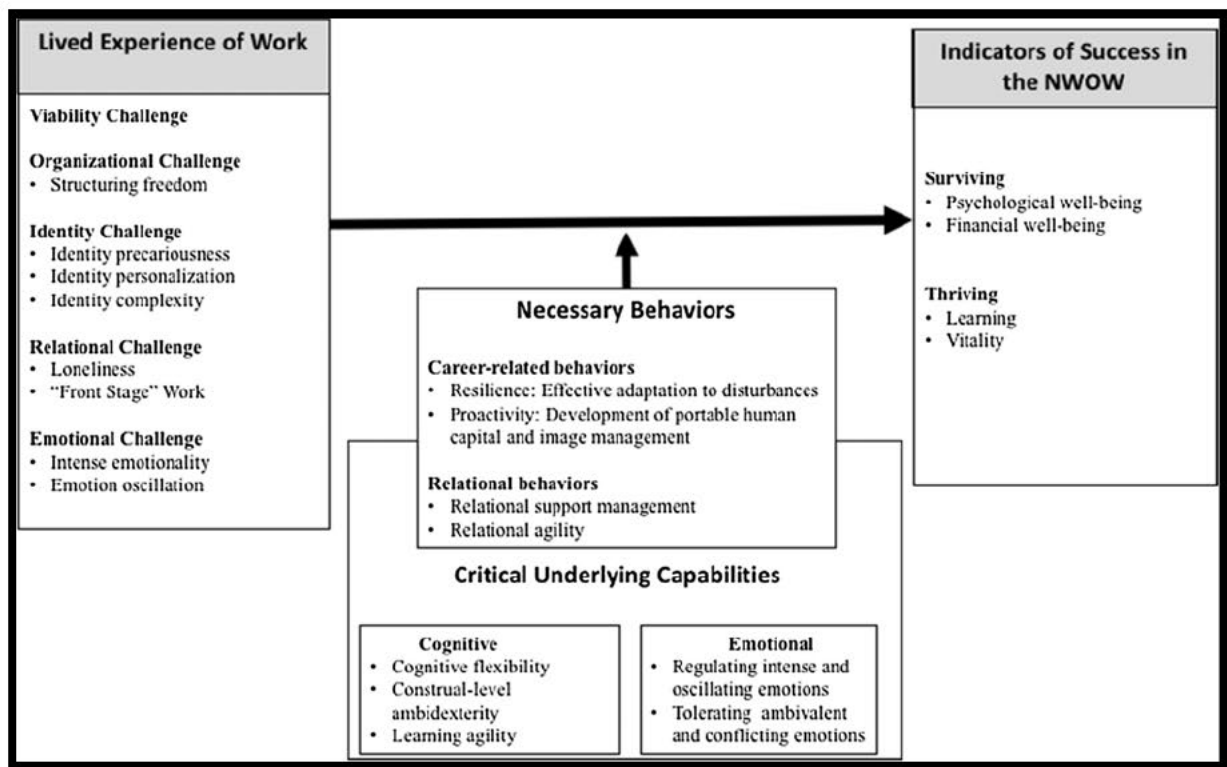 Lived Experience of Work
Viability Challenge
Organizational Challenge
• Structuring freedom
Identity Challenge
• Identity precariousness
• Identity personalization
• Identity complexity
Relational Challenge
• Loneliness
• “Front Stage” Work
Emotional Challenge
• Intense emotionality
• Emotion oscillation
Necessary Behaviors
Career-related behaviors
• Resilience: Effective adaptation to disturbances
• Proactivity: Development of portable human
capital and image management
Relational behaviors
• Relational support management
• Relational agility
Critical Underlying Capabilities
Cognitive
• Cognitive flexibility
• Construal-level
ambidexterity
• Learning agility
Emotional
• Regulating intense and
oscillating emotions
• Tolerating ambivalent
and conflicting emotions
Indicators of Success in
the NWOW
Surviving
• Psychological well-being
• Financial well-being
Thriving
• Learning
• Vitality